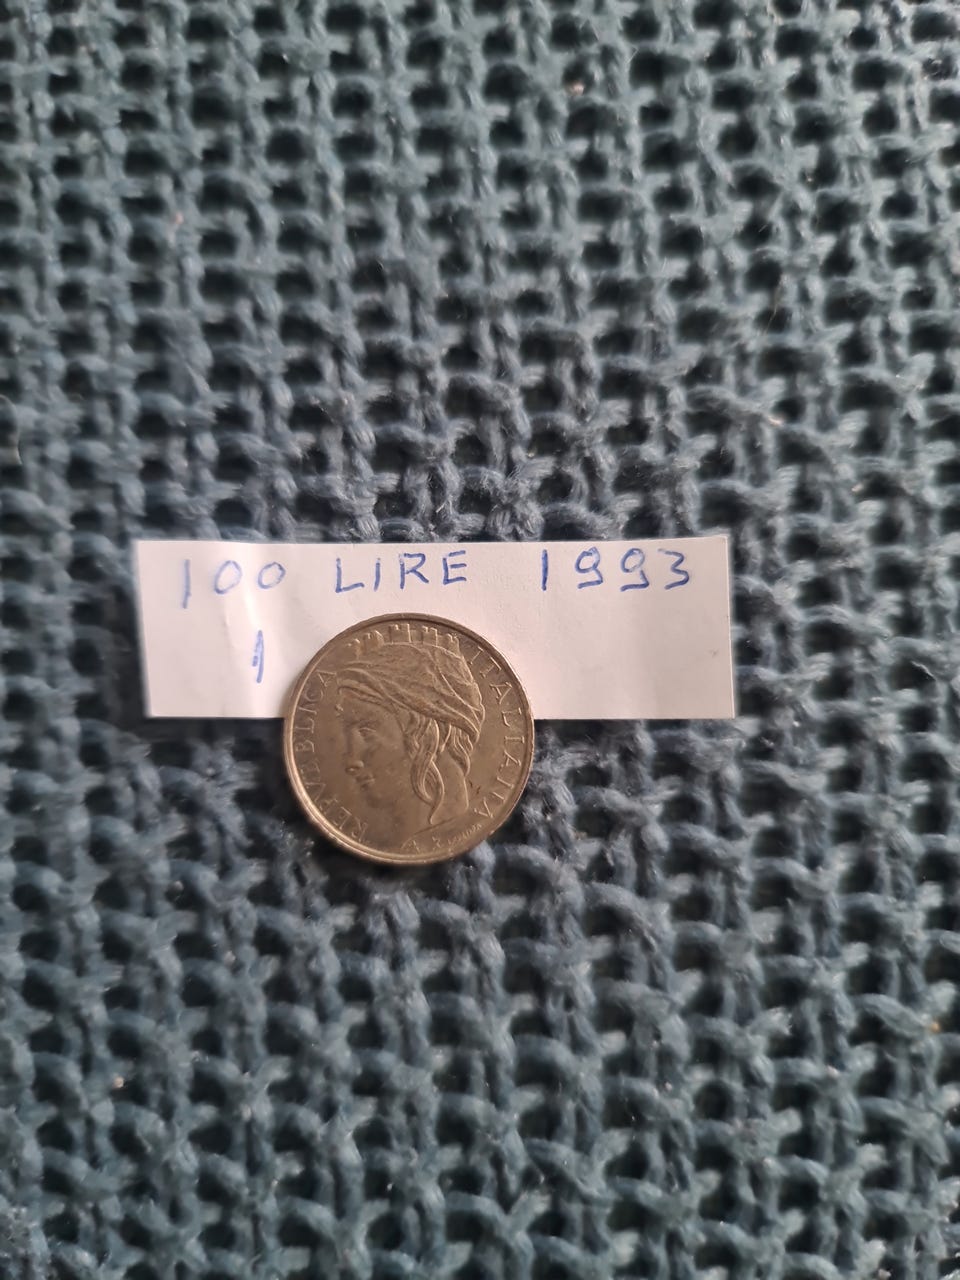 100 LIRE 1993
1
REPVBBLICA ITALIANA